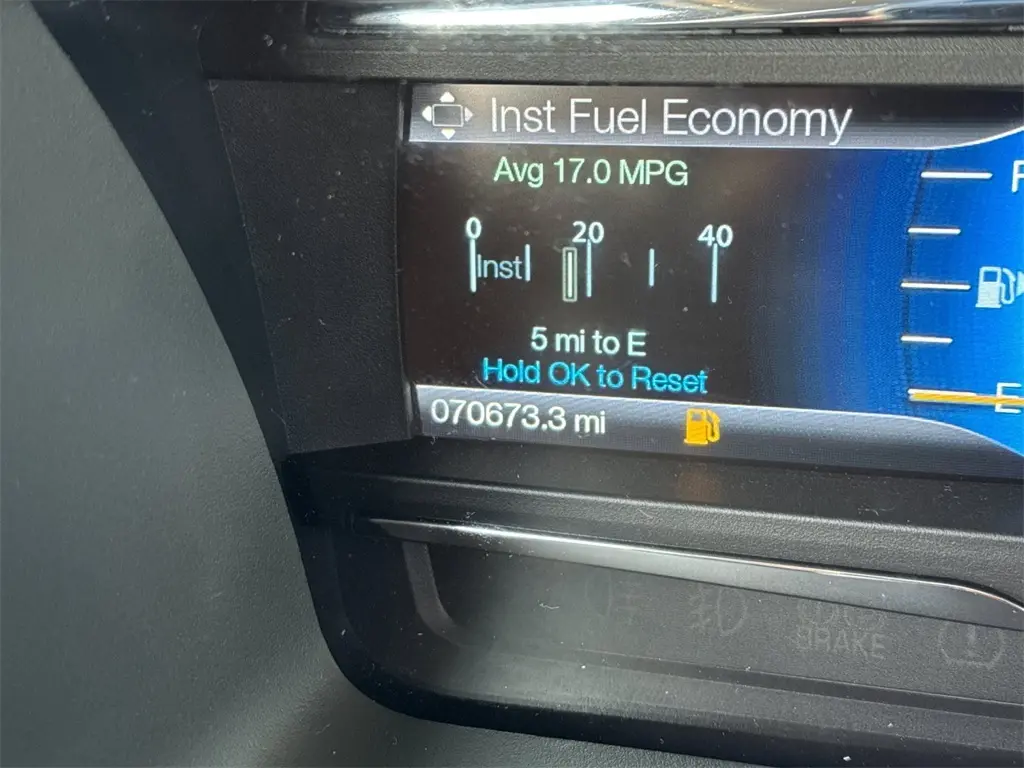 Inst Fuel Economy
Avg 17.0 MPG
0 20 40
Inst
5 mi to E
Hold OK to Reset
070673.3 mi
F
E
BRAKE